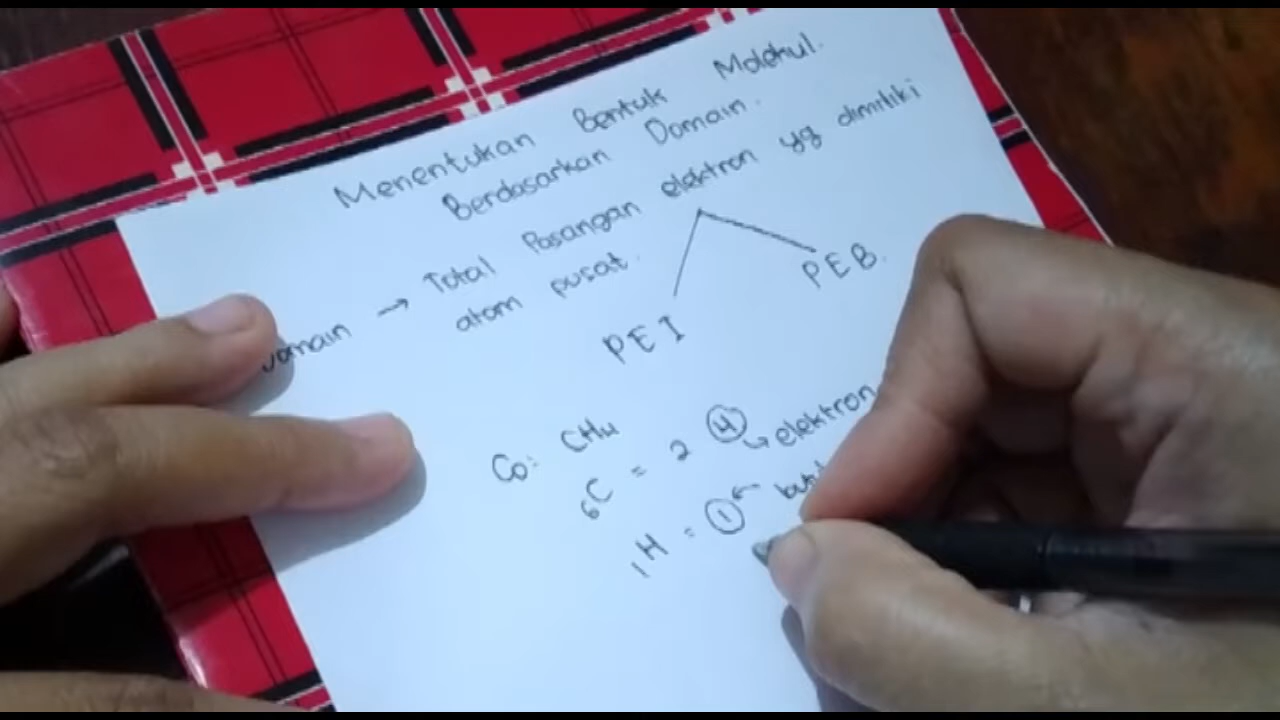 Menentukan Bentuk Molekul.
Berdasarkan Domain.
Domain → Total Pasangan elektron yg dimiliki
atom pusat.
PEI
PEB.
Co: CH4
6C = 2 4 ↳ elektron
1H = 1 ←